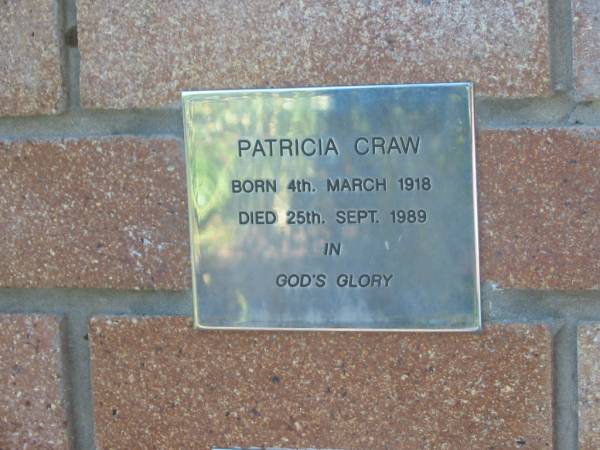 PATRICIA CRAW
BORN 4th. MARCH 1918
DIED 25th. SEPT. 1989
IN
GOD'S GLORY